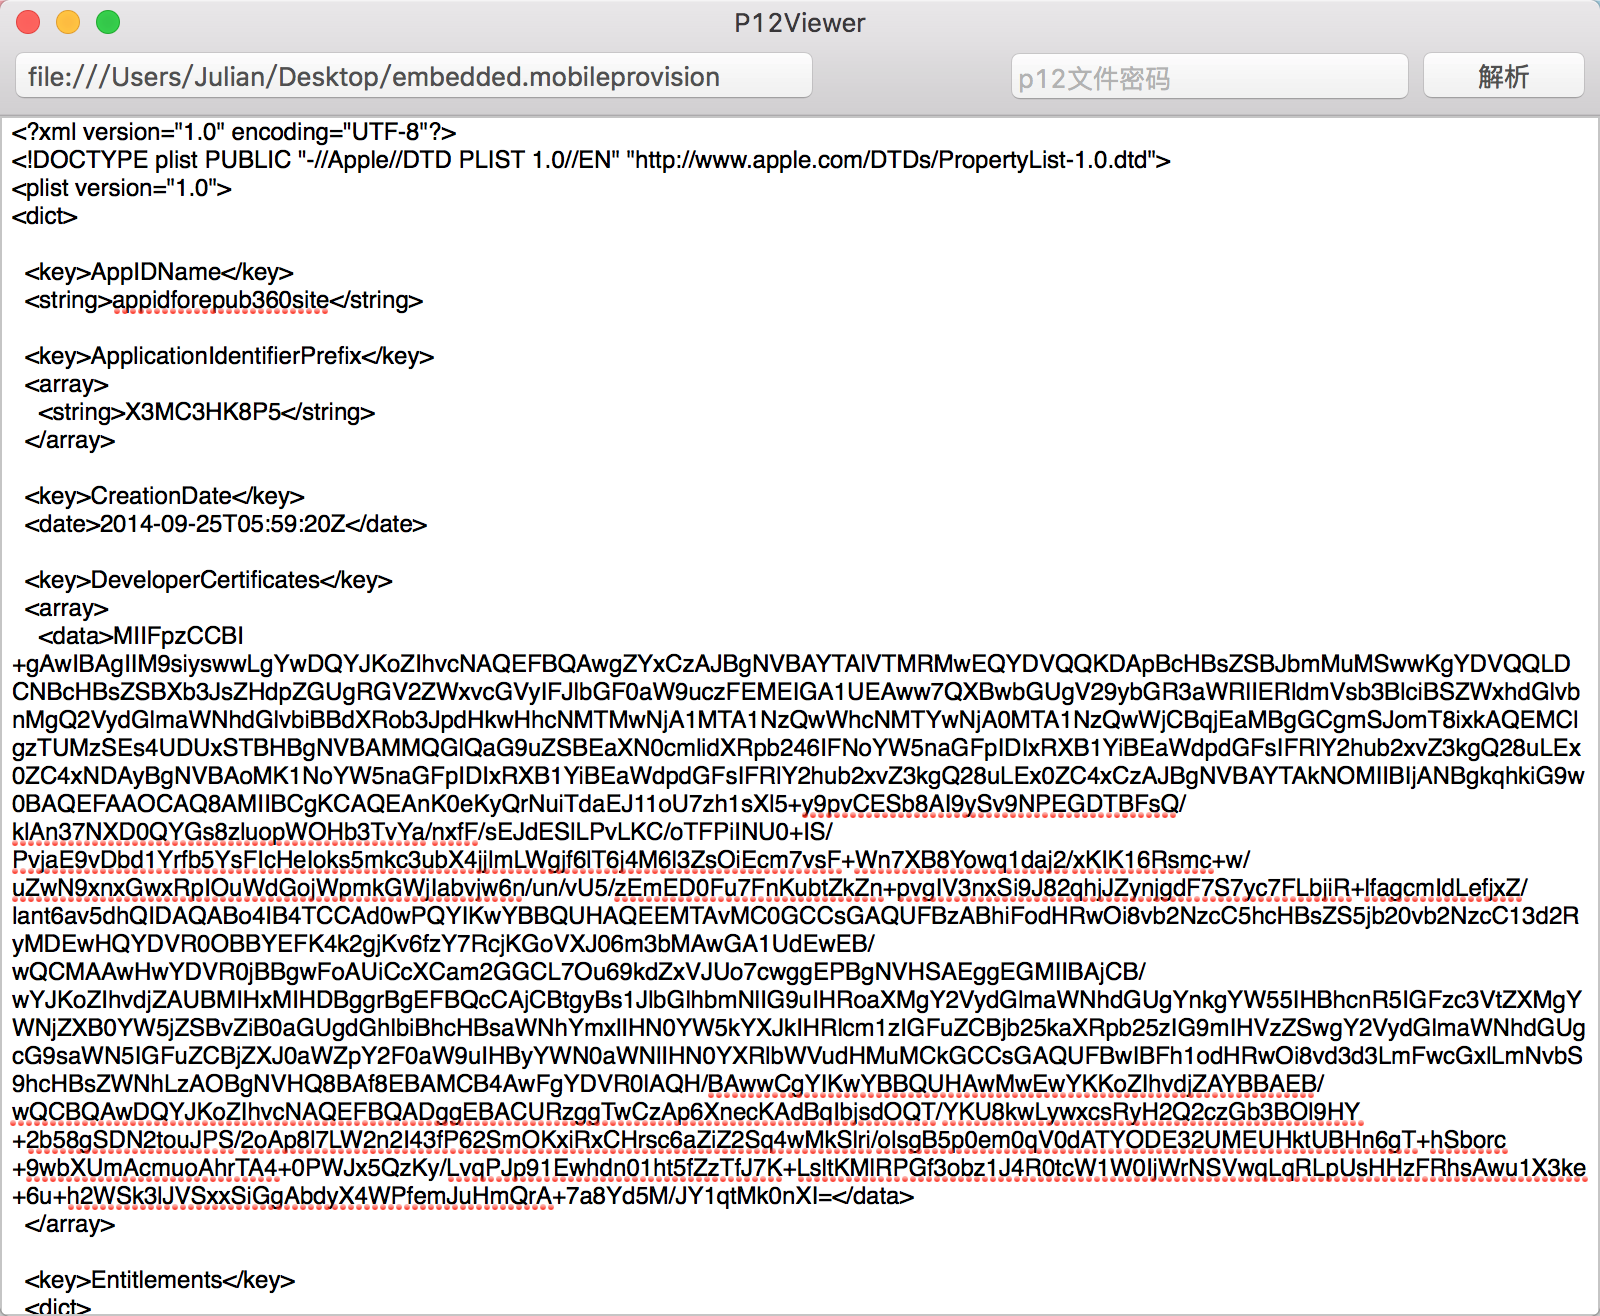 P12Viewer
file:///Users/Julian/Desktop/embedded.mobileprovision
p12文件密码
解析
<?xml version="1.0" encoding="UTF-8"?>
<!DOCTYPE plist PUBLIC "-//Apple//DTD PLIST 1.0//EN" "http://www.apple.com/DTDs/PropertyList-1.0.dtd">
<plist version="1.0">
<dict>
<key>AppIDName</key>
<string>appidforepub360site</string>
<key>ApplicationIdentifierPrefix</key>
<array>
<string>X3MC3HK8P5</string>
</array>
<key>CreationDate</key>
<date>2014-09-25T05:59:20Z</date>
<key>DeveloperCertificates</key>
<array>
<data>MIIFpzCCBI
+gAwIBAgIIM9siyswwLgYwDQYJKoZIhvcNAQEFBQAwgZYxCzAJBgNVBAYTAlVTMRMwEQYDVQQKDApBcHBsZSBJbmMuMSwwKgYDVQQLD
CNBcHBsZSBXb3JsZHdpZGUgRGV2ZWxvcGVyIFJlbGF0aW9uczFEMEIGA1UEAww7QXBwbGUgV29ybGR3aWRlIERldmVsb3BlciBSZWxhdGlvb
nMgQ2VydGlmaWNhdGlvbiBBdXRob3JpdHkwHhcNMTMwNjA1MTA1NzQwWhcNMTYwNjA0MTA1NzQwWjCBqjEaMBgGCgmSJomT8ixkAQEMCl
gzTUMzSEs4UDUxSTBHBgNVBAMMQGlQaG9uZSBEaXN0cmlidXRpb246IFNoYW5naGFpIDIxRXB1YiBEaWdpdGFsIFRlY2hub2xvZ3kgQ28uLEx
0ZC4xNDAyBgNVBAoMK1NoYW5naGFpIDIxRXB1YiBEaWdpdGFsIFRlY2hub2xvZ3kgQ28uLEx0ZC4xCzAJBgNVBAYTAkNOMIIBIjANBgkqhkiG9w
0BAQEFAAOCAQ8AMIIBCgKCAQEAnK0eKyQrNuiTdaEJ11oU7zh1sXl5+y9pvCESb8Al9ySv9NPEGDTBFsQ/
klAn37NXD0QYGs8zluopWOHb3TvYa/nxfF/sEJdESlLPvLKC/oTFPiINU0+IS/
PvjaE9vDbd1Yrfb5YsFIcHeIoks5mkc3ubX4jjlmLWgjf6lT6j4M6l3ZsOiEcm7vsF+Wn7XB8Yowq1daj2/xKIK16Rsmc+w/
uZwN9xnxGwxRpIOuWdGojWpmkGWjIabvjw6n/un/vU5/zEmED0Fu7FnKubtZkZn+pvgIV3nxSi9J82qhjJZynjgdF7S7yc7FLbjiR+lfagcmIdLefjxZ/
lant6av5dhQIDAQABo4IB4TCCAd0wPQYIKwYBBQUHAQEEMTAvMC0GCCsGAQUFBzABhiFodHRwOi8vb2NzcC5hcHBsZS5jb20vb2NzcC13d2R
yMDEwHQYDVR0OBBYEFK4k2gjKv6fzY7RcjKGoVXJ06m3bMAwGA1UdEwEB/
wQCMAAwHwYDVR0jBBgwFoAUiCcXCam2GGCL7Ou69kdZxVJUo7cwggEPBgNVHSAEggEGMIIBAjCB/
wYJKoZIhvdjZAUBMIHxMIHDBggrBgEFBQcCAjCBtgyBs1JlbGlhbmNlIG9uIHRoaXMgY2VydGlmaWNhdGUgYnkgYW55IHBhcnR5IGFzc3VtZXMgY
WNjZXB0YW5jZSBvZiB0aGUgdGhlbiBhcHBsaWNhYmxlIHN0YW5kYXJkIHRlcm1zIGFuZCBjb25kaXRpb25zIG9mIHVzZSwgY2VydGlmaWNhdGUg
cG9saWN5IGFuZCBjZXJ0aWZpY2F0aW9uIHByYWN0aWNlIHN0YXRlbWVudHMuMCkGCCsGAQUFBwIBFh1odHRwOi8vd3d3LmFwcGxlLmNvbS
9hcHBsZWNhLzAOBgNVHQ8BAf8EBAMCB4AwFgYDVR0lAQH/BAwwCgYIKwYBBQUHAwMwEwYKKoZIhvdjZAYBBAEB/
wQCBQAwDQYJKoZIhvcNAQEFBQADggEBACURzggTwCzAp6XnecKAdBqIbjsdOQT/YKU8kwLywxcsRyH2Q2czGb3BOl9HY
+2b58gSDN2touJPS/2oAp8l7LW2n2I43fP62SmOKxiRxCHrsc6aZiZ2Sq4wMkSlri/olsgB5p0em0qV0dATYODE32UMEUHktUBHn6gT+hSborc
+9wbXUmAcmuoAhrTA4+0PWJx5QzKy/LvqPJp91Ewhdn01ht5fZzTfJ7K+LsltKMlRPGf3obz1J4R0tcW1W0IjWrNSVwqLqRLpUsHHzFRhsAwu1X3ke
+6u+h2WSk3lJVSxxSiGgAbdyX4WPfemJuHmQrA+7a8Yd5M/JY1qtMk0nXI=</data>
</array>
<key>Entitlements</key>
<dict>